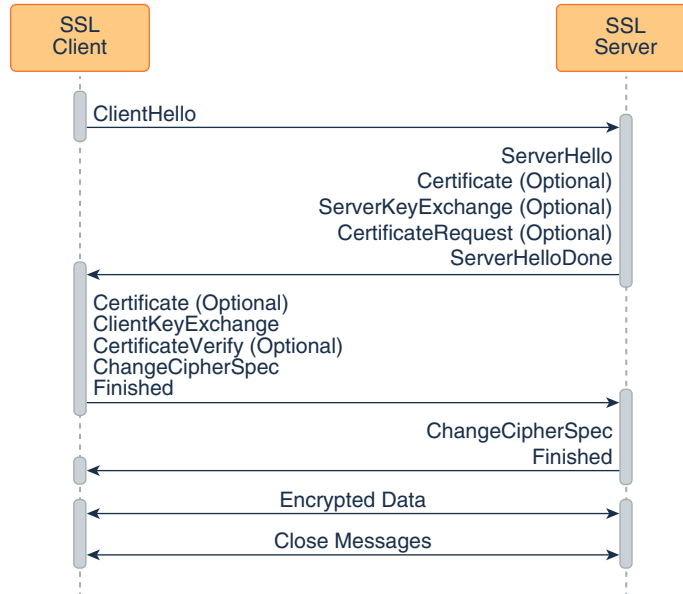 SSL
Client
SSL
Server
ClientHello
ServerHello
Certificate (Optional)
ServerKeyExchange (Optional)
CertificateRequest (Optional)
ServerHelloDone
Certificate (Optional)
ClientKeyExchange
CertificateVerify (Optional)
ChangeCipherSpec
Finished
ChangeCipherSpec
Finished
Encrypted Data
Close Messages